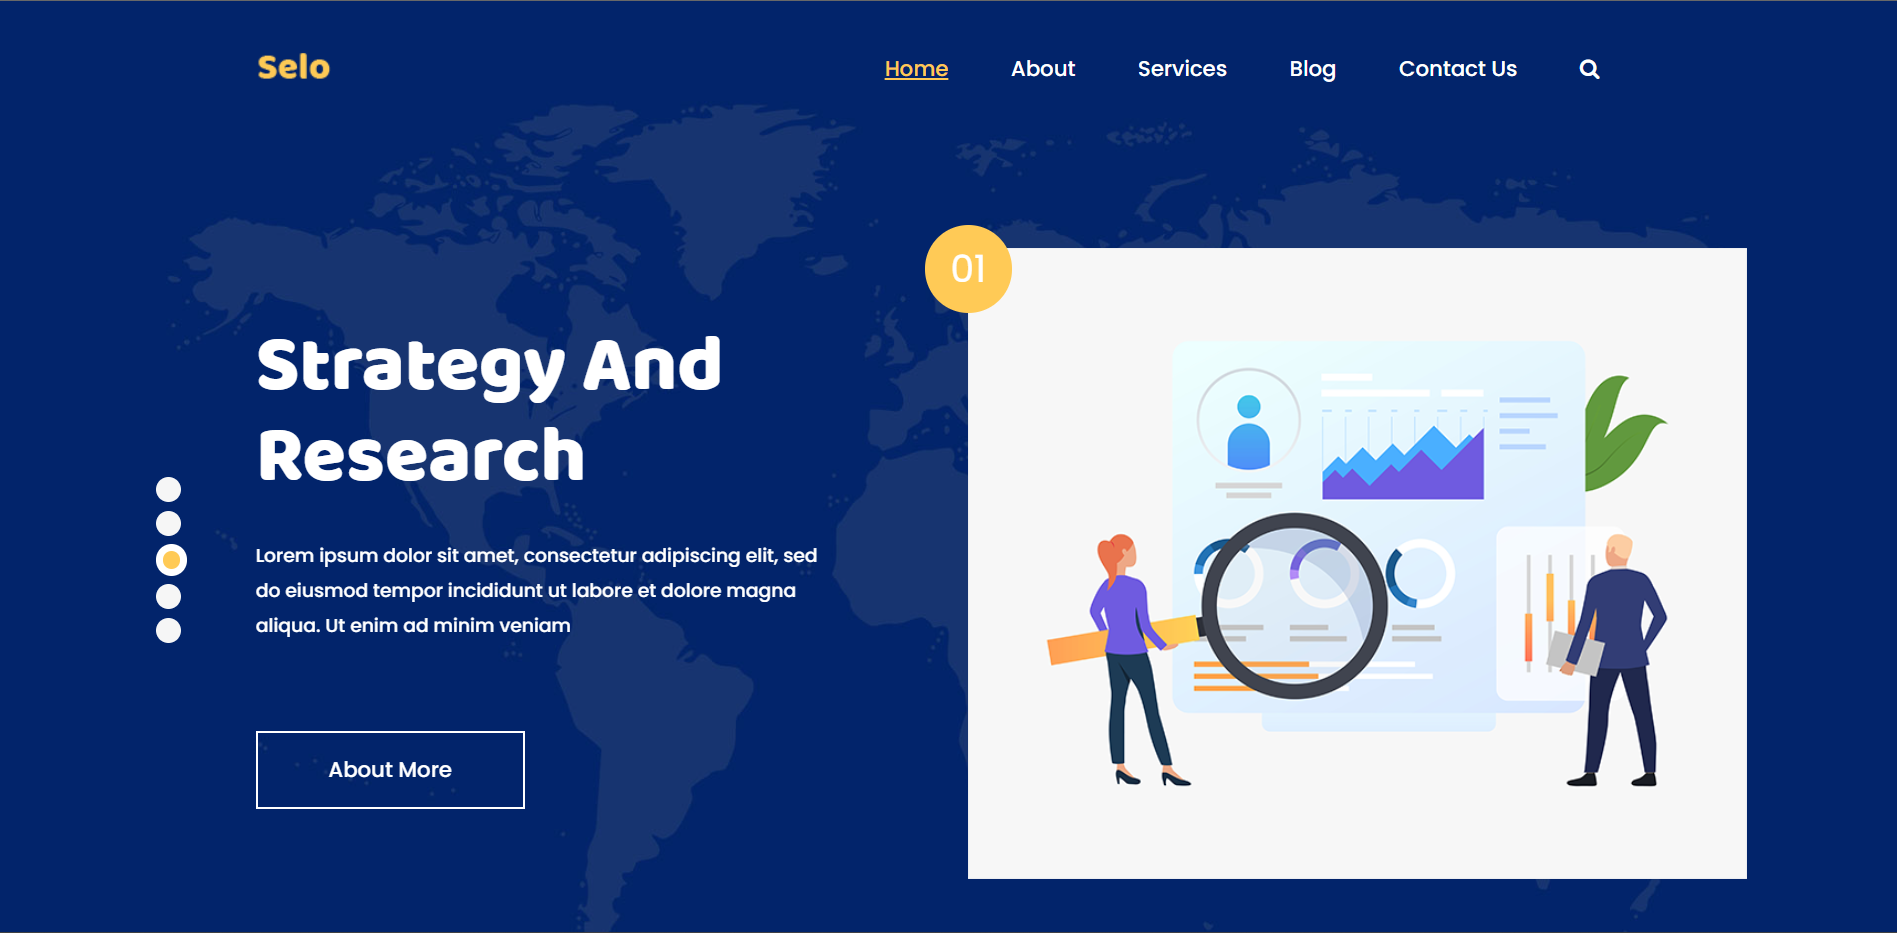 Selo
Home About Services Blog Contact Us
01
Strategy And
Research
Lorem ipsum dolor sit amet, consectetur adipiscing elit, sed
do eiusmod tempor incididunt ut labore et dolore magna
aliqua. Ut enim ad minim veniam
About More